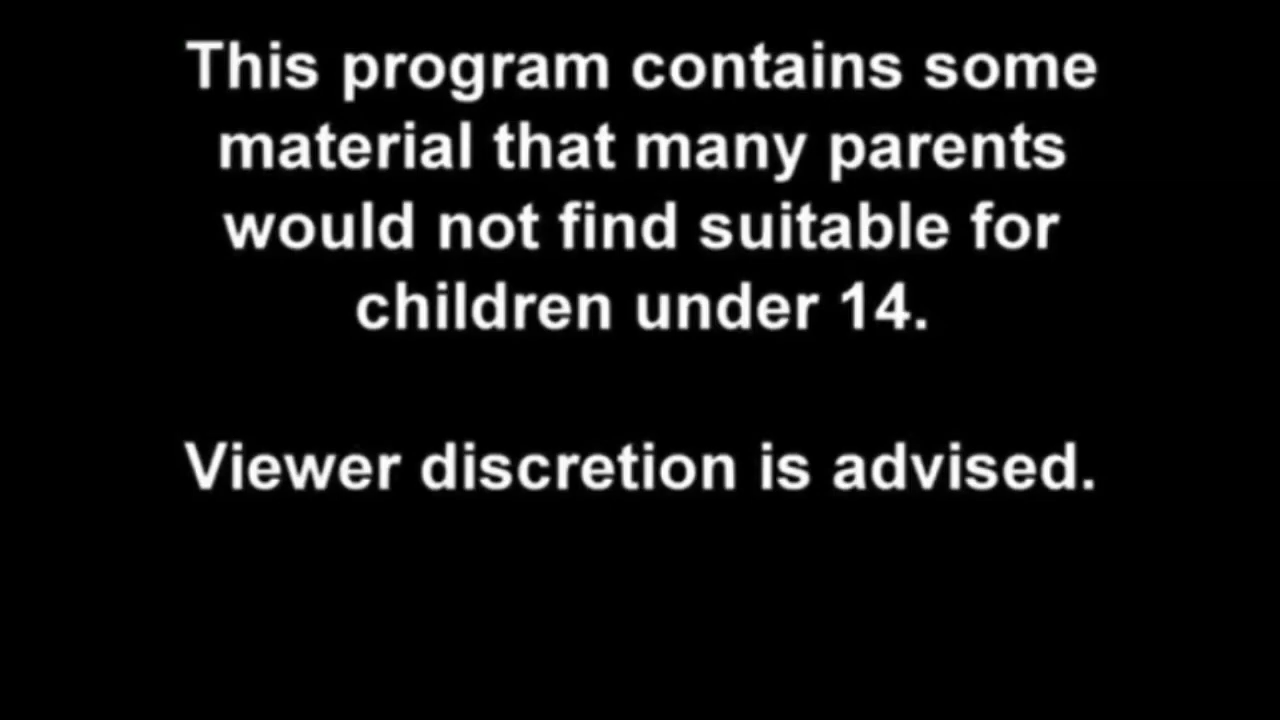 This program contains some
material that many parents
would not find suitable for
children under 14.
Viewer discretion is advised.